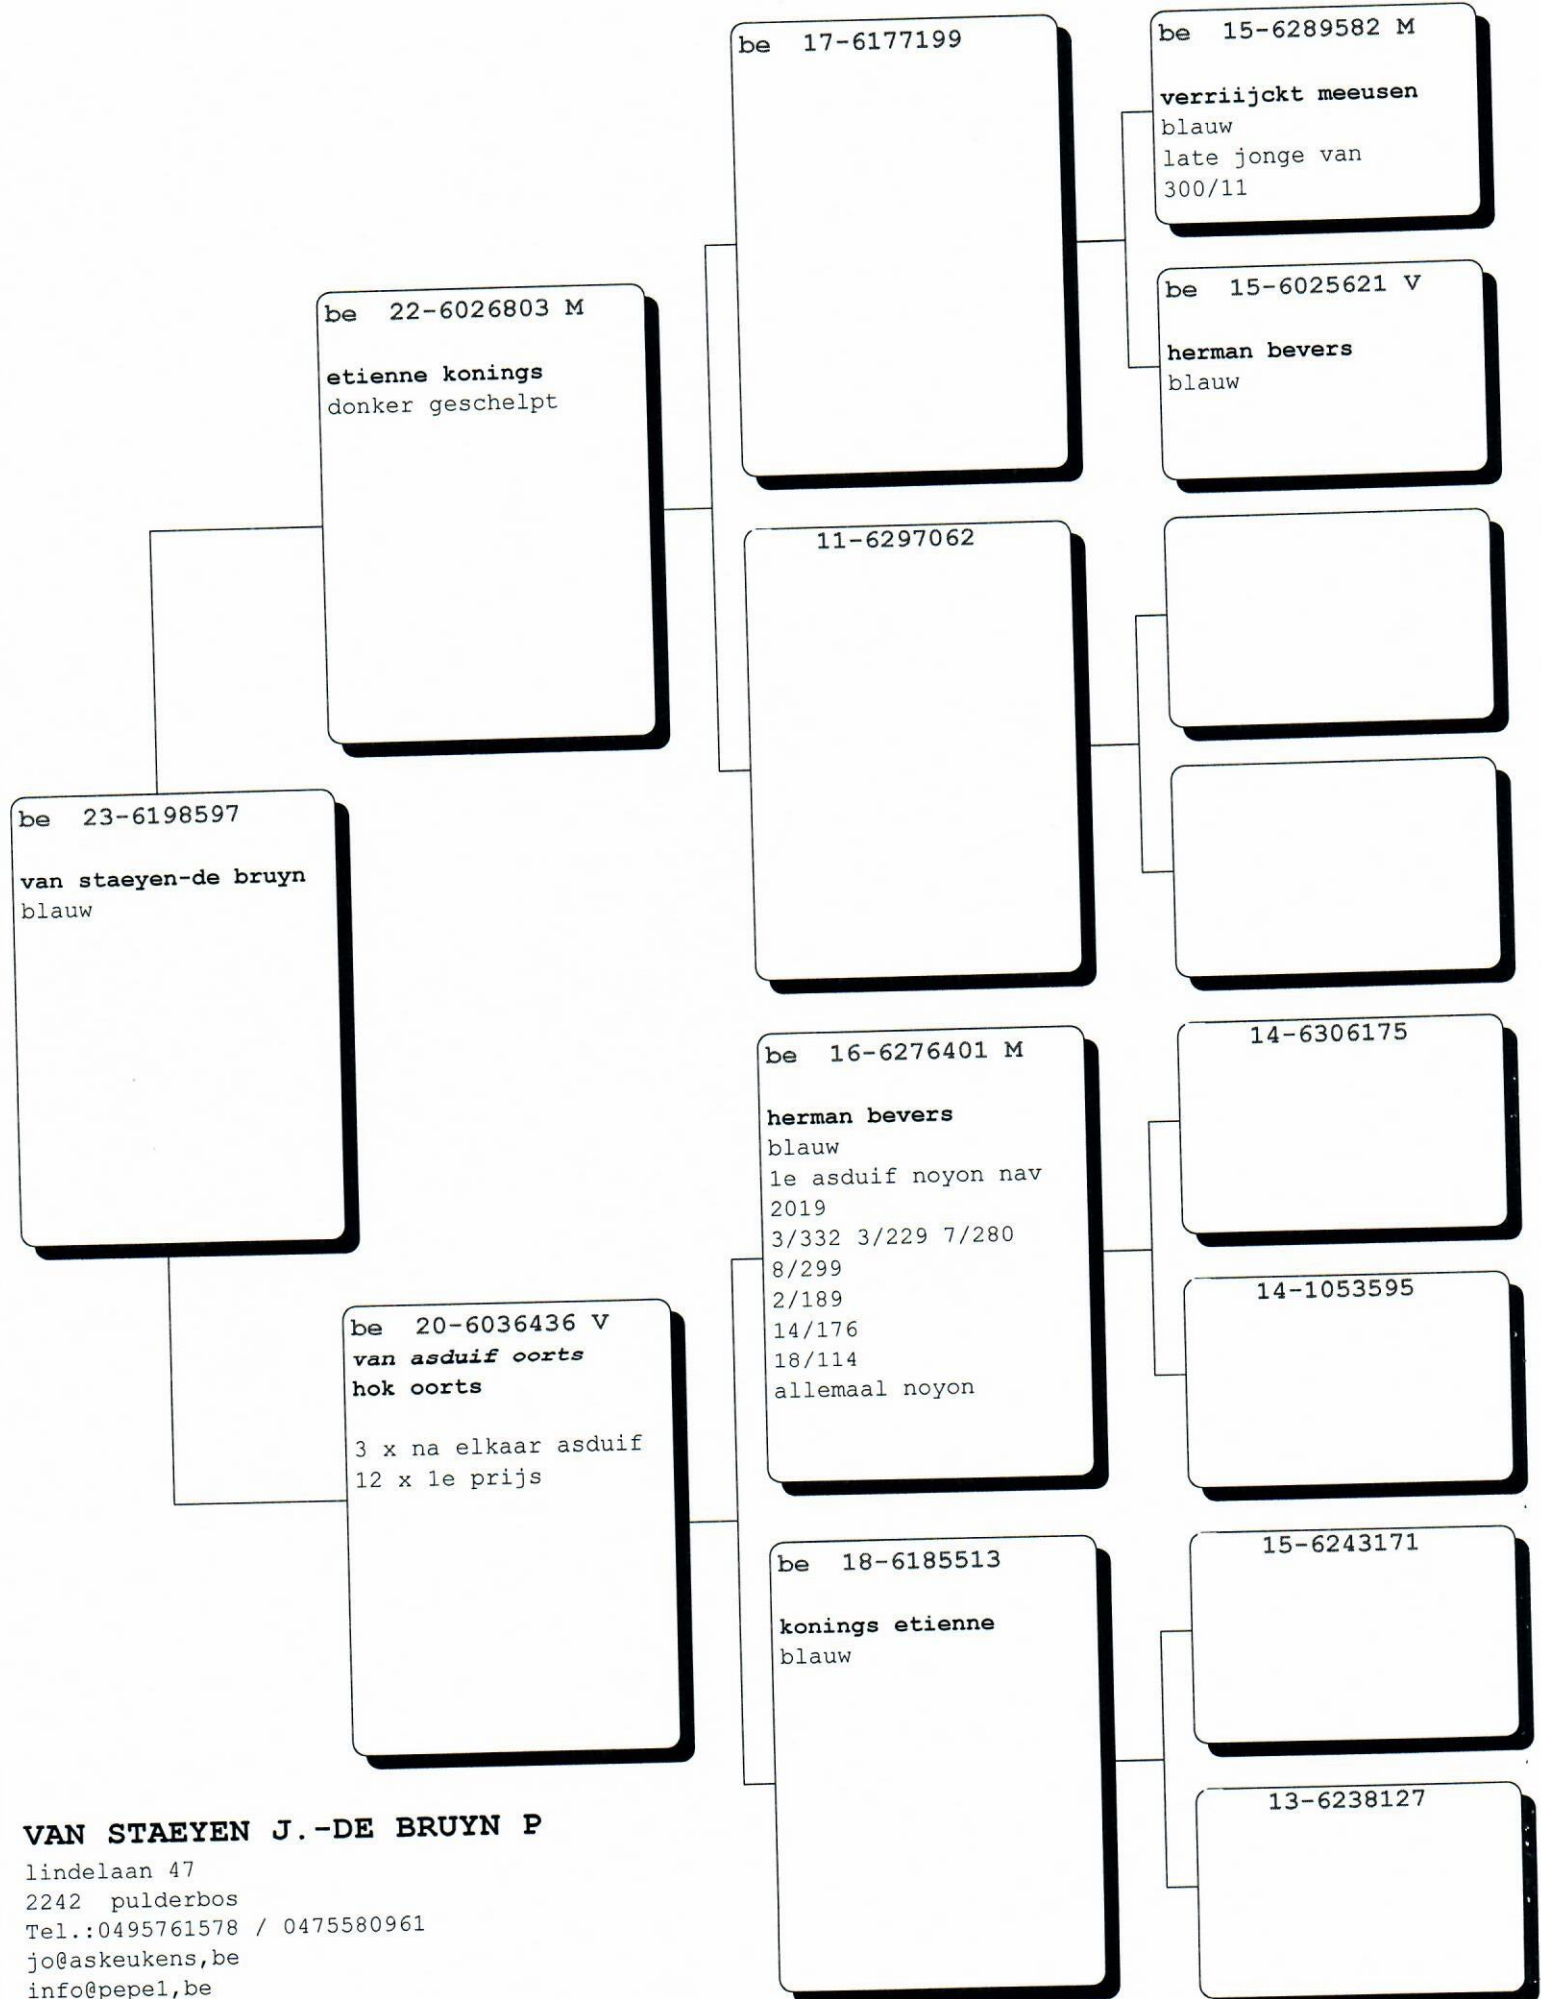 be 23-6198597
van staeyen-de bruyn
blauw
be 22-6026803 M
etienne konings
donker geschelpt
be 20-6036436 V
van asduif oorts
hok oorts
3 x na elkaar asduif
12 x 1e prijs
be 17-6177199
11-6297062
be 16-6276401 M
herman bevers
blauw
1e asduif noyon nav
2019
3/332 3/229 7/280
8/299
2/189
14/176
18/114
allemaal noyon
be 18-6185513
konings etienne
blauw
be 15-6289582 M
verriijckt meeusen
blauw
late jonge van
300/11
be 15-6025621 V
herman bevers
blauw
14-6306175
14-1053595
15-6243171
13-6238127
VAN STAEYEN J.-DE BRUYN P
lindelaan 47
2242 pulderbos
Tel.:0495761578 / 0475580961
jo@askeukens,be
info@pepe1,be